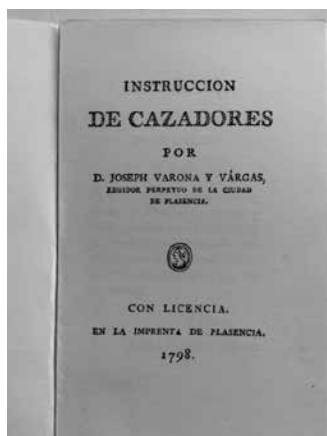 INSTRUCCION
DE CAZADORES
POR
D. JOSEPH VARONA Y VÁRGAS,
REGIDOR PERPETUO DE LA CIUDAD
DE PLASENCIA.
CON LICENCIA.
EN LA IMPRENTA DE PLASENCIA.
1798.